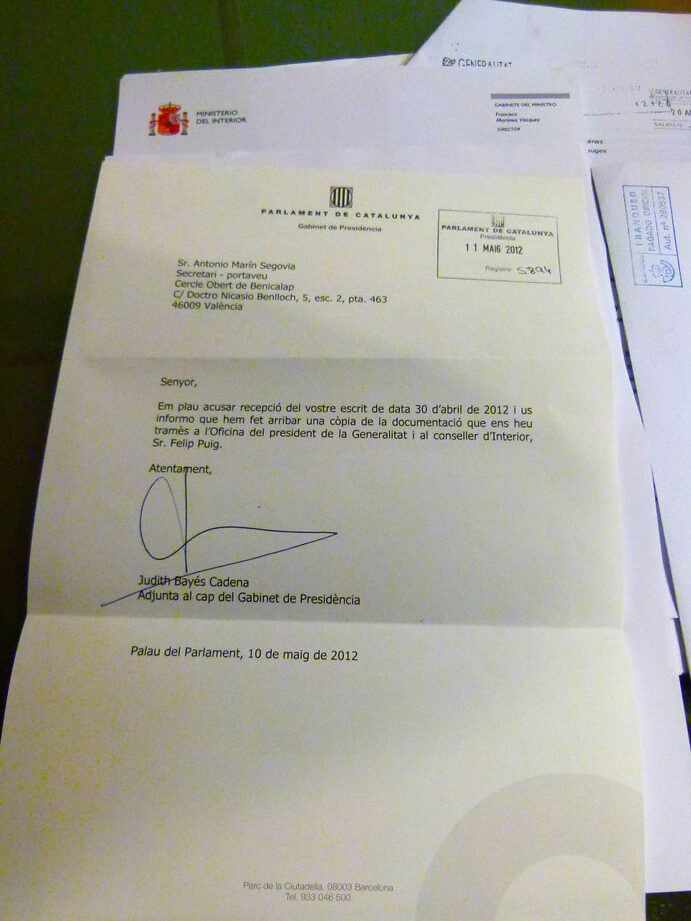 GENERALITAT
MINISTERIO
DEL INTERIOR
GABINETE DEL MINISTRO
Francisco
Martínez Vázquez
DIRECTOR
20 A
FRANQUEO
PAGADO OFICIAL
Aut. nº
PARLAMENT DE CATALUNYA
Gabinet de Presidència
PARLAMENT DE CATALUNYA
Presidència
11 MAIG 2012
Registre 5894
Sr. Antonio Marín Segovia
Secretari - portaveu
Cercle Obert de Benicalap
C/ Doctro Nicasio Benlloch, 5, esc. 2, pta. 463
46009 València
Senyor,
Em plau acusar recepció del vostre escrit de data 30 d'abril de 2012 i us
informo que hem fet arribar una còpia de la documentació que ens heu
tramès a l'Oficina del president de la Generalitat i al conseller d'Interior,
Sr. Felip Puig.
Atentament,
Judith Bayés Cadena
Adjunta al cap del Gabinet de Presidència
Palau del Parlament, 10 de maig de 2012
Parc de la Ciutadella. 08003 Barcelona
Tel. 933 046 500